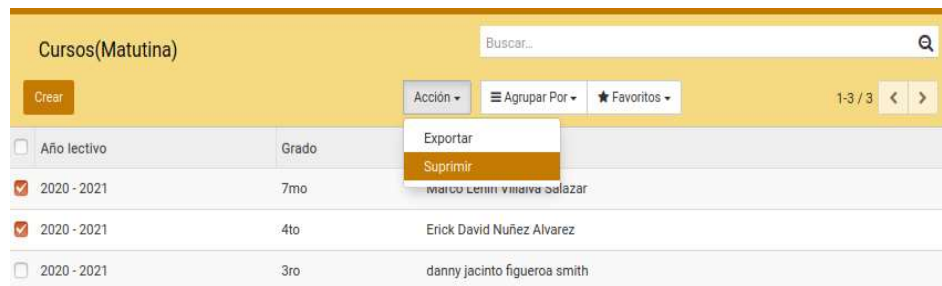 Cursos(Matutina)
Buscar...
Crear
Acción
Agrupar Por
Favoritos
1-3 / 3
Exportar
Suprimir
Año lectivo Grado
2020 - 2021 7mo Marco Lenin Villalva Salazar
2020 - 2021 4to Erick David Nuñez Alvarez
2020 - 2021 3ro danny jacinto figueroa smith